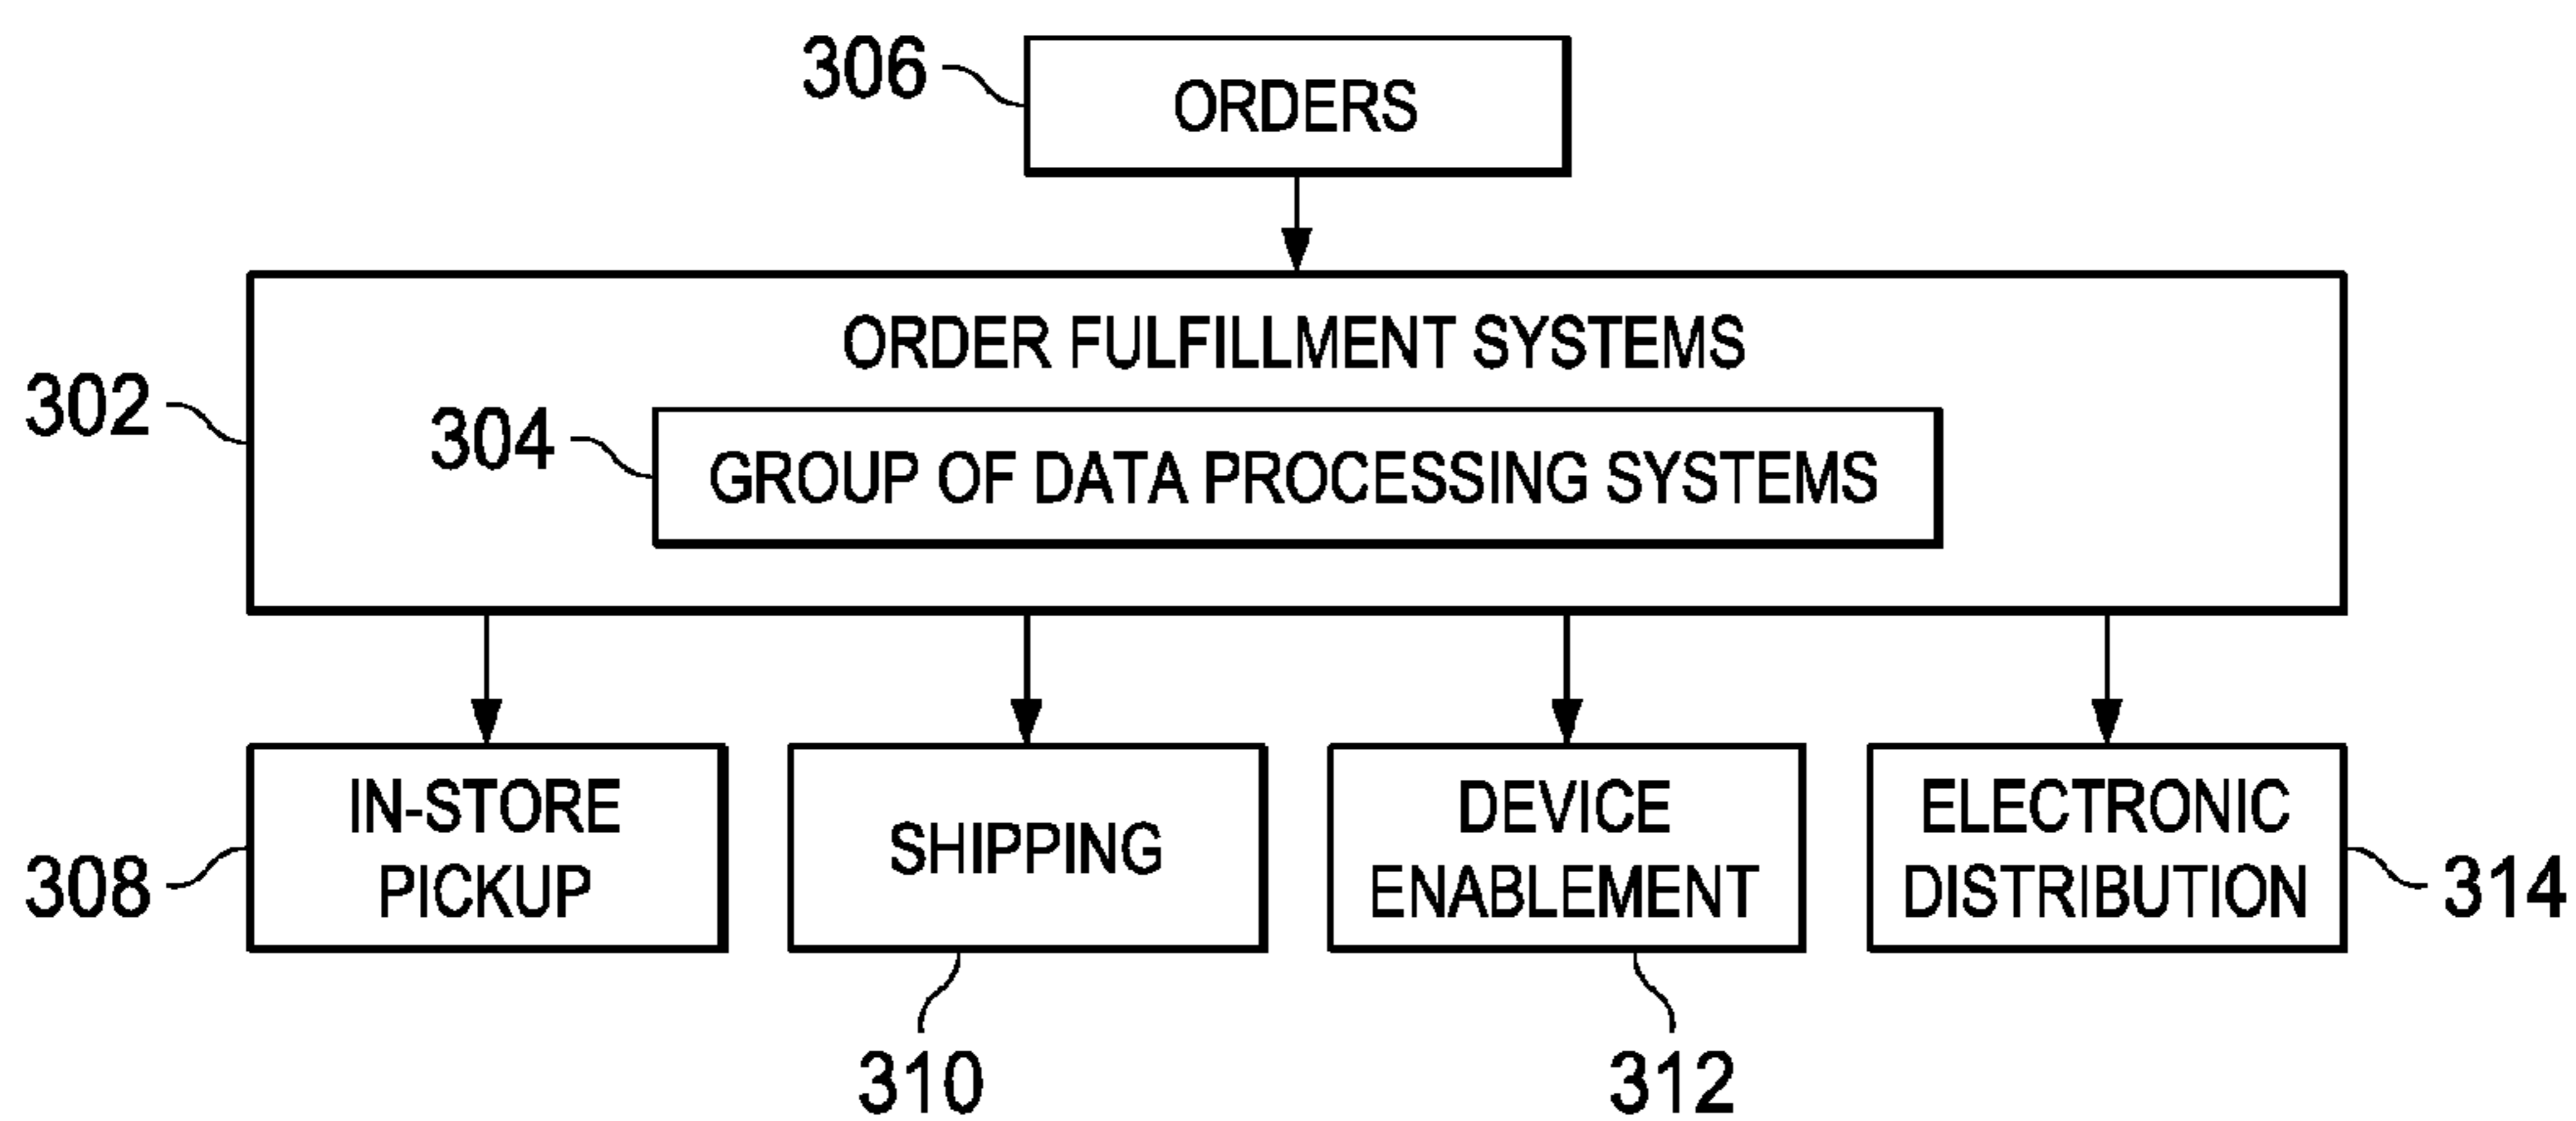 306
ORDERS
ORDER FULFILLMENT SYSTEMS
302
304
GROUP OF DATA PROCESSING SYSTEMS
IN-STORE
PICKUP
308
SHIPPING
310
DEVICE
ENABLEMENT
312
ELECTRONIC
DISTRIBUTION
314